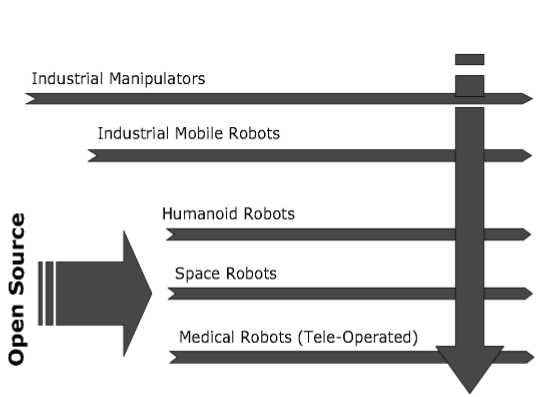 Industrial Manipulators
Industrial Mobile Robots
Humanoid Robots
Open Source
Space Robots
Medical Robots (Tele-Operated)